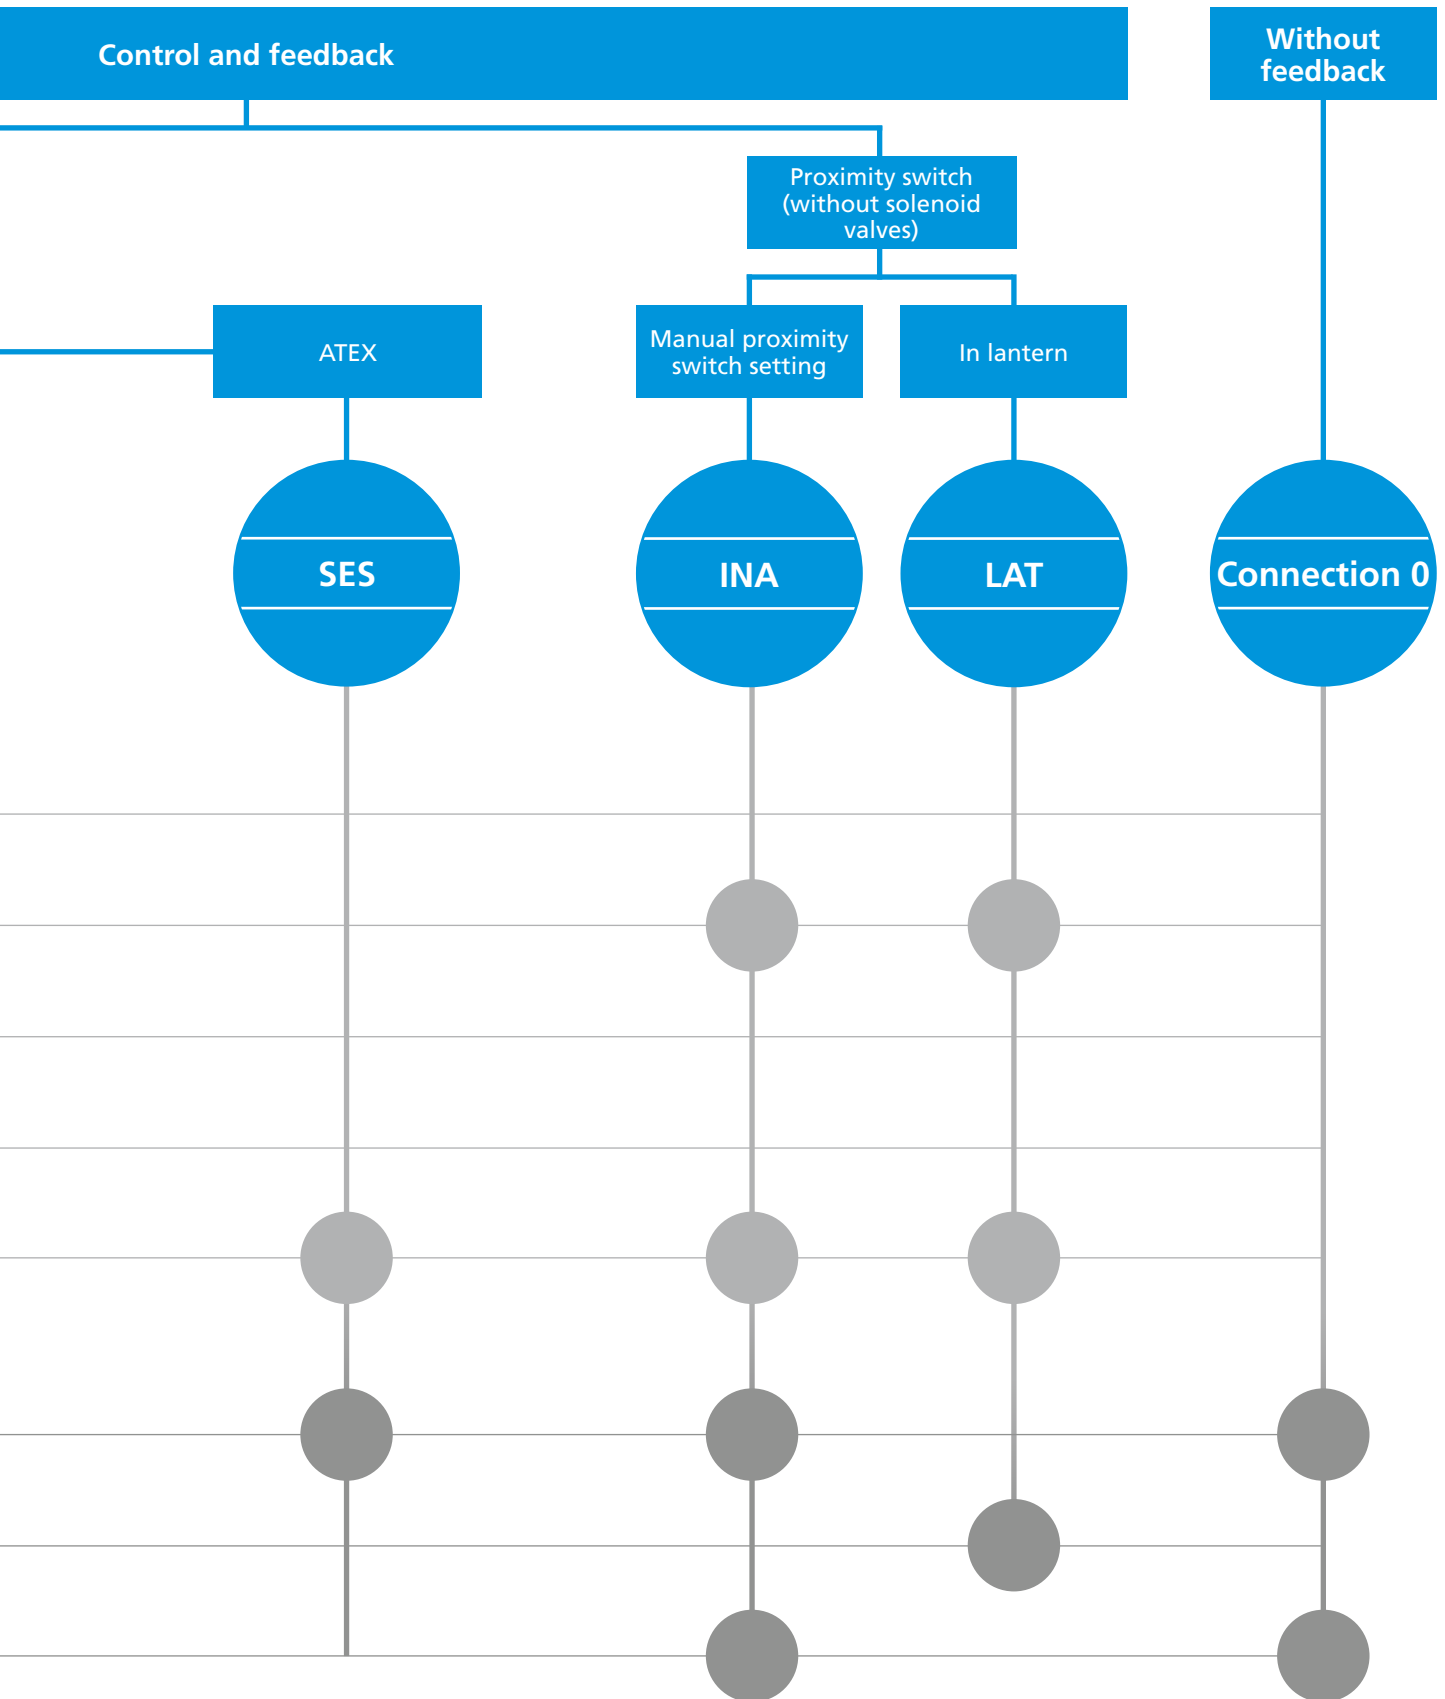 Control and feedback
Without
feedback
Proximity switch
(without solenoid
valves)
ATEX
Manual proximity
switch setting
In lantern
SES
INA
LAT
Connection 0